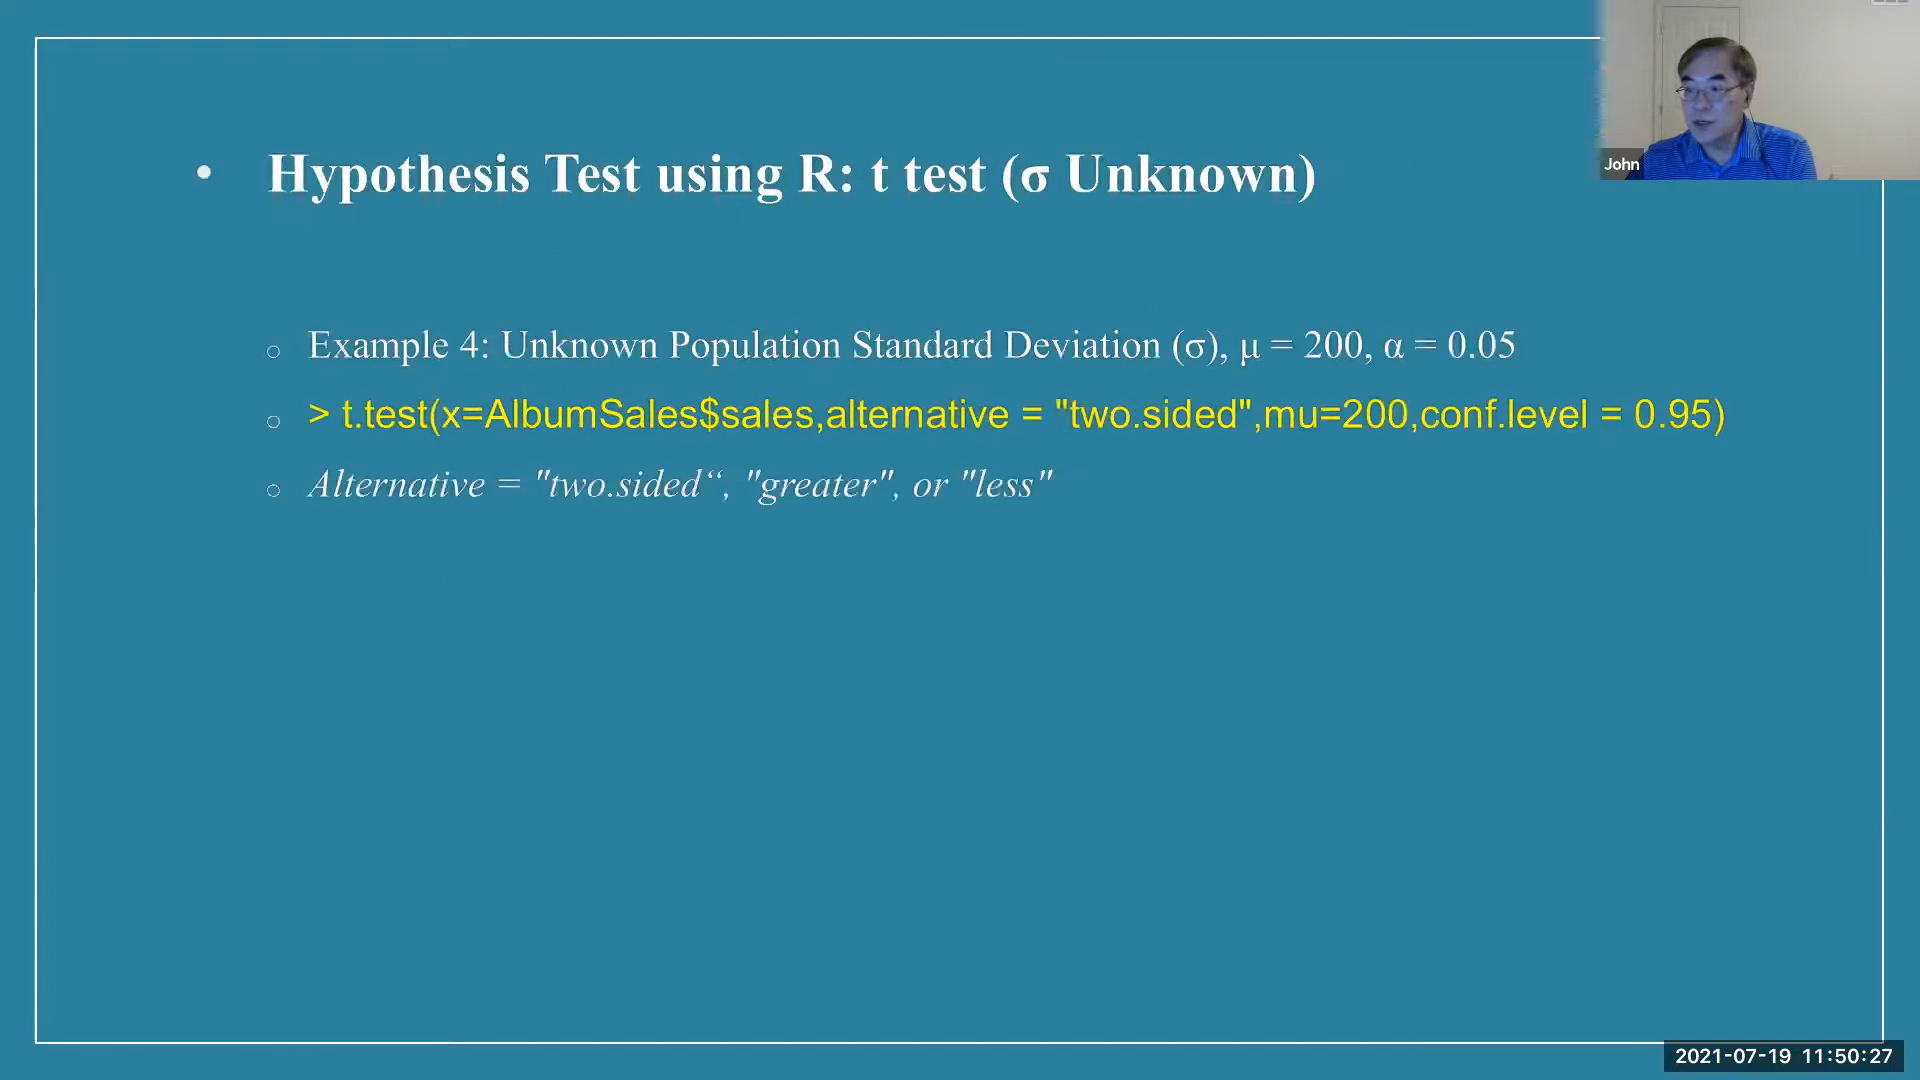 Hypothesis Test using R: t test (σ Unknown)
Example 4: Unknown Population Standard Deviation (σ), μ = 200, α = 0.05
> t.test(x=AlbumSales$sales,alternative = "two.sided",mu=200,conf.level = 0.95)
Alternative = "two.sided“, "greater", or "less"
John
2021-07-19 11:50:27